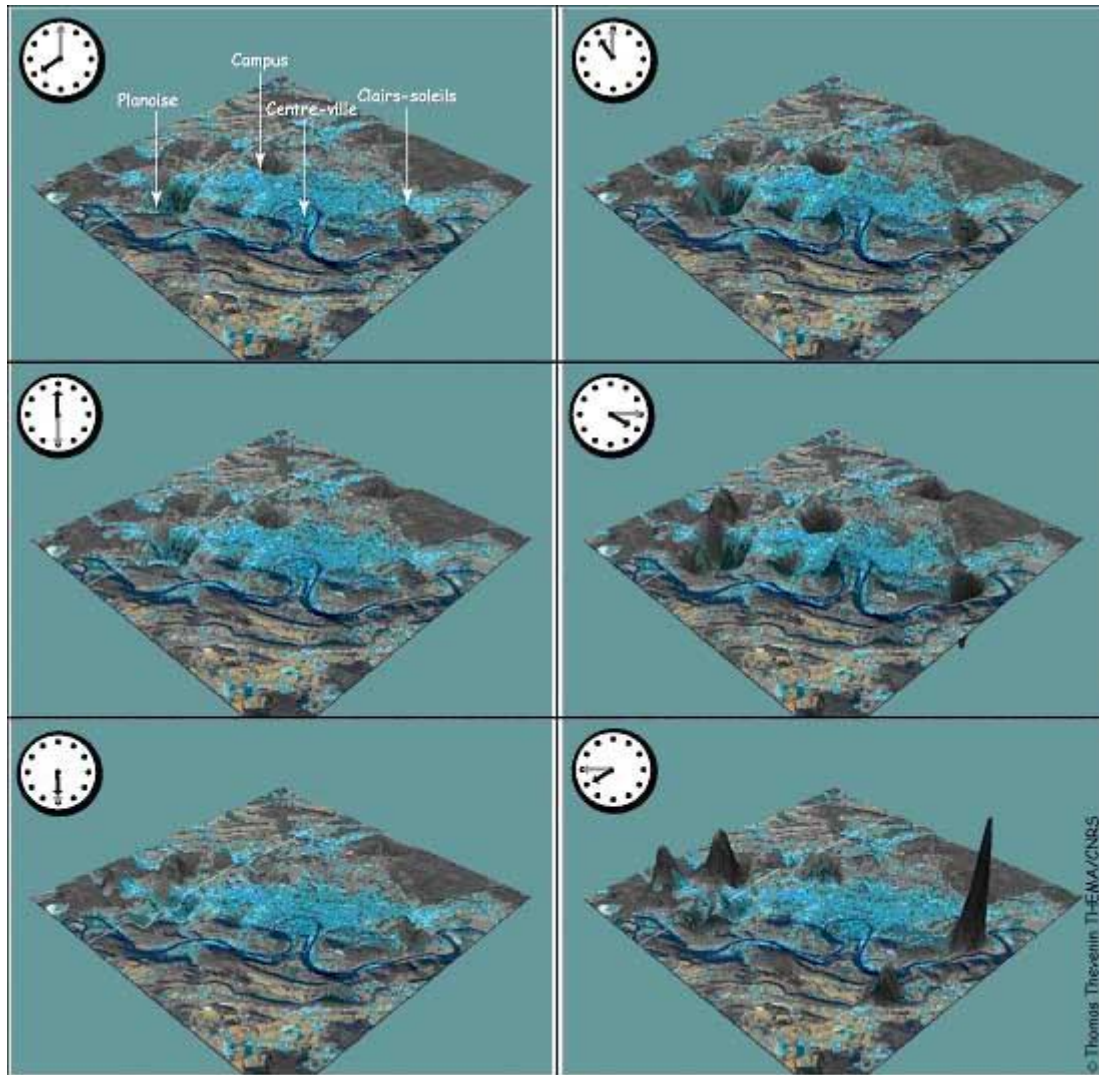 Campus
Planoise
Centre-ville
Clairs-soleils
© Thomas Thevenin THEMA/CNRS